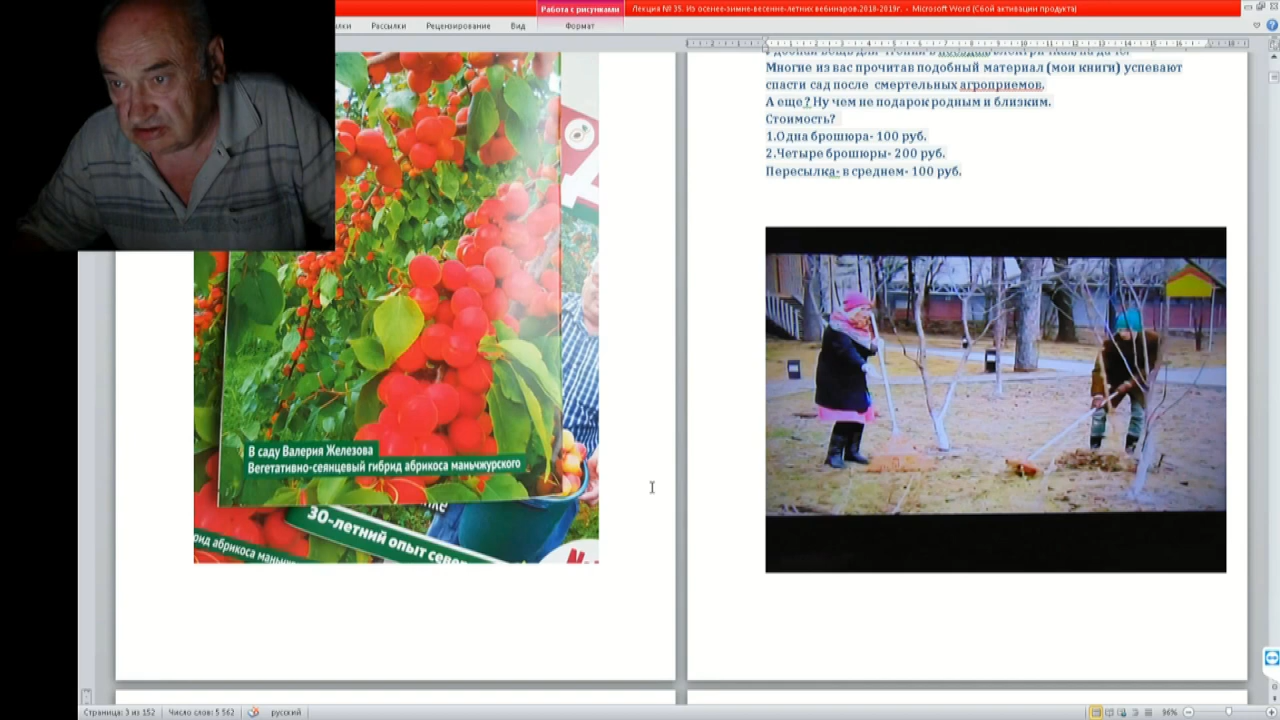 Работа с рисунками
Лекция № 35. Из осенее-зимне-весенне-летних вебинаров.2018-2019г. - Microsoft Word (Сбой активации продукта)
Рассылки
Рецензирование
Вид
Формат
Многие из вас прочитав подобный материал (мои книги) успевают
спасти сад после смертельных агроприемов.
А еще? Ну чем не подарок родным и близким.
Стоимость?
1.Одна брошюра- 100 руб.
2.Четыре брошюры- 200 руб.
Пересылка- в среднем- 100 руб.
В саду Валерия Железова
Вегетативно-сеянцевый гибрид абрикоса маньчжурского
30-летний опыт
абрикоса
Страница: 3 из 152
Число слов: 5 562
русский
96%